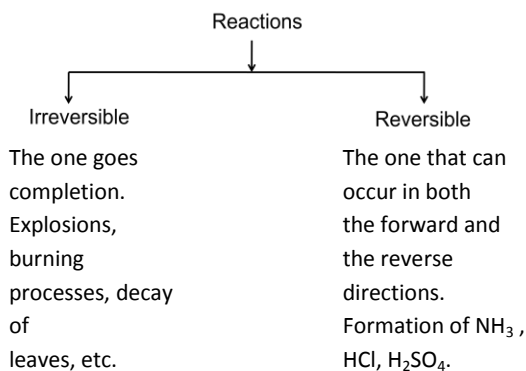 Reactions
Irreversible
The one goes
completion.
Explosions,
burning
processes, decay
of
leaves, etc.
Reversible
The one that can
occur in both
the forward and
the reverse
directions.
Formation of NH₃ ,
HCl, H₂SO₄.